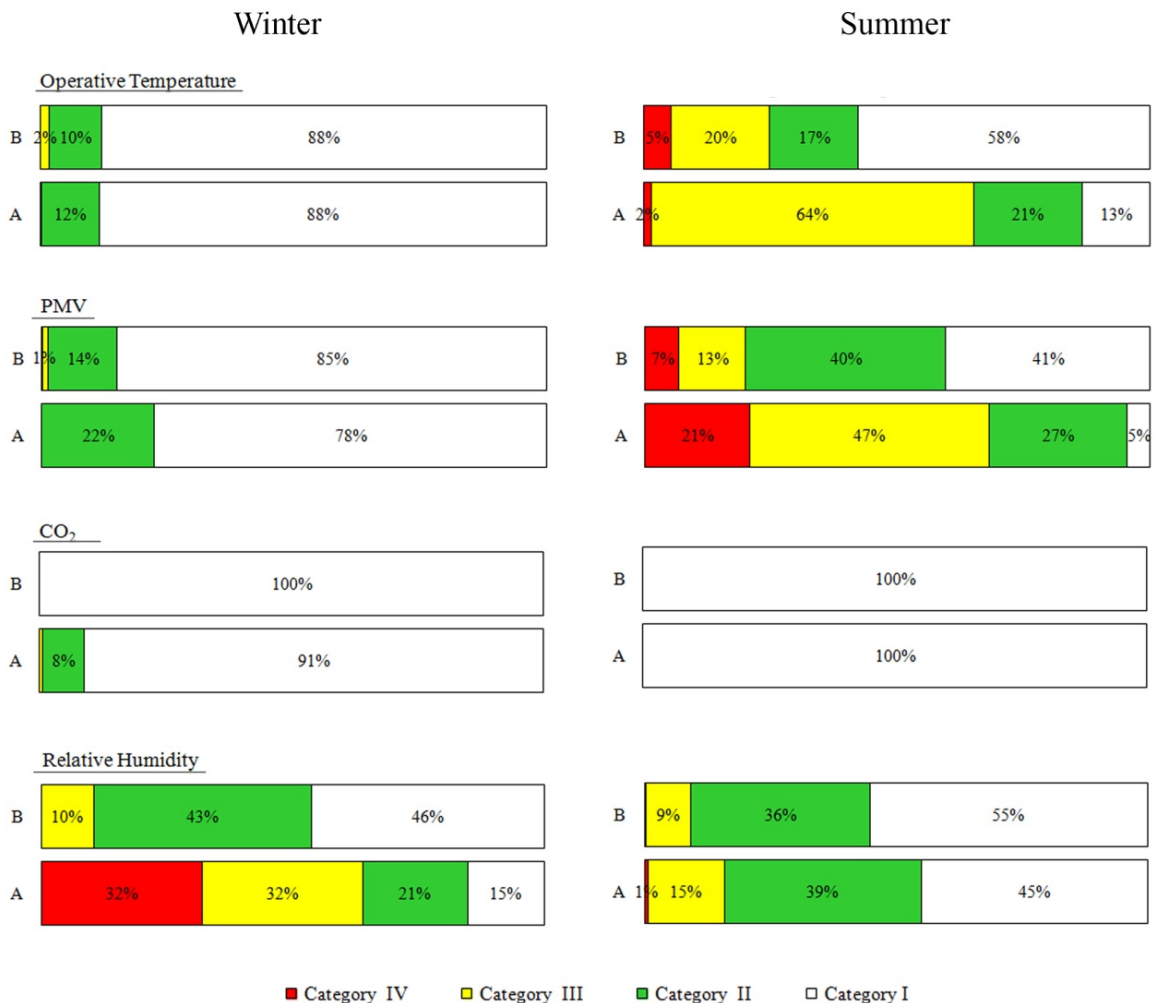 Winter Summer
Operative Temperature
B 2% 10% 88% B 5% 20% 17% 58%
A 12% 88% A 2% 64% 21% 13%
PMV
B 1% 14% 85% B 7% 13% 40% 41%
A 22% 78% A 21% 47% 27% 5%
CO₂
B 100% B 100%
A 8% 91% A 100%
Relative Humidity
B 10% 43% 46% B 9% 36% 55%
A 32% 32% 21% 15% A 1% 15% 39% 45%
Category IV Category III Category II Category I